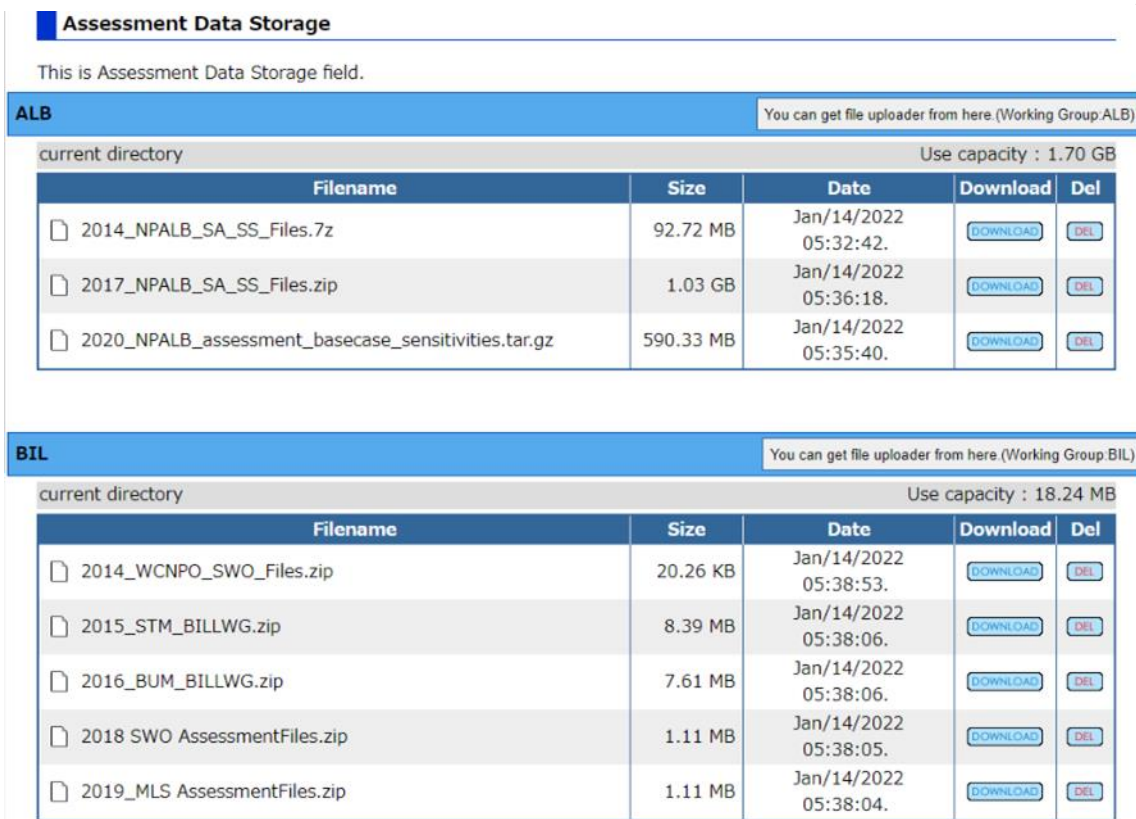 Assessment Data Storage
This is Assessment Data Storage field.
ALB You can get file uploader from here.(Working Group:ALB)
current directory Use capacity : 1.70 GB
Filename Size Date Download Del
2014_NPALB_SA_SS_Files.7z 92.72 MB Jan/14/2022 05:32:42. DOWNLOAD DEL
2017_NPALB_SA_SS_Files.zip 1.03 GB Jan/14/2022 05:36:18. DOWNLOAD DEL
2020_NPALB_assessment_basecase_sensitivities.tar.gz 590.33 MB Jan/14/2022 05:35:40. DOWNLOAD DEL
BIL You can get file uploader from here.(Working Group:BIL)
current directory Use capacity : 18.24 MB
Filename Size Date Download Del
2014_WCNPO_SWO_Files.zip 20.26 KB Jan/14/2022 05:38:53. DOWNLOAD DEL
2015_STM_BILLWG.zip 8.39 MB Jan/14/2022 05:38:06. DOWNLOAD DEL
2016_BUM_BILLWG.zip 7.61 MB Jan/14/2022 05:38:06. DOWNLOAD DEL
2018 SWO AssessmentFiles.zip 1.11 MB Jan/14/2022 05:38:05. DOWNLOAD DEL
2019_MLS AssessmentFiles.zip 1.11 MB Jan/14/2022 05:38:04. DOWNLOAD DEL